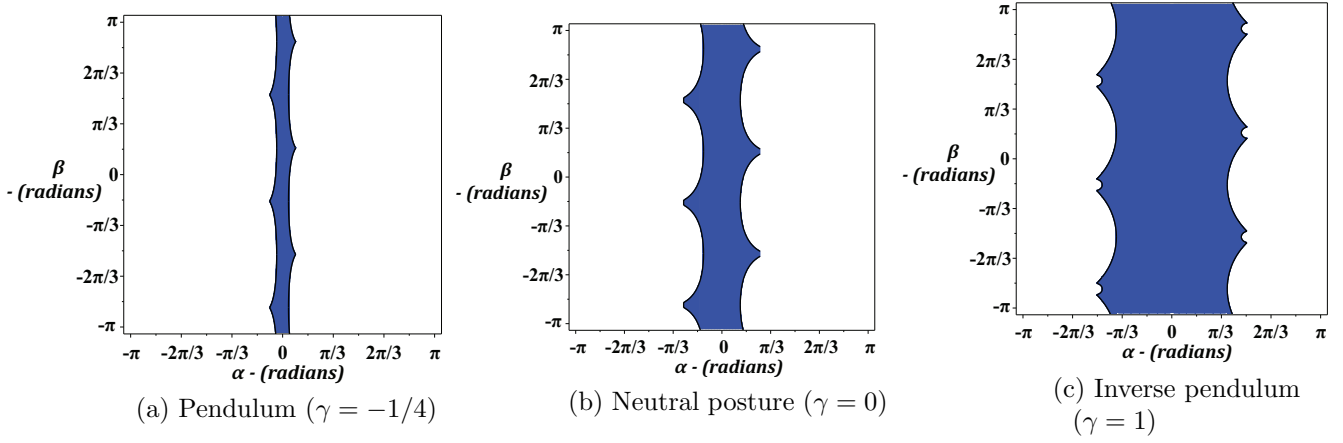 π
2π/3
π/3
β
0
- (radians)
-π/3
-2π/3
-π
-π -2π/3 -π/3 0 π/3 2π/3 π
α - (radians)
(a) Pendulum (γ = −1/4)
π
2π/3
π/3
β
0
- (radians)
-π/3
-2π/3
-π
-π -2π/3 -π/3 0 π/3 2π/3 π
α - (radians)
(b) Neutral posture (γ = 0)
π
2π/3
π/3
β
0
- (radians)
-π/3
-2π/3
-π
-π -2π/3 -π/3 0 π/3 2π/3 π
α - (radians)
(c) Inverse pendulum
(γ = 1)